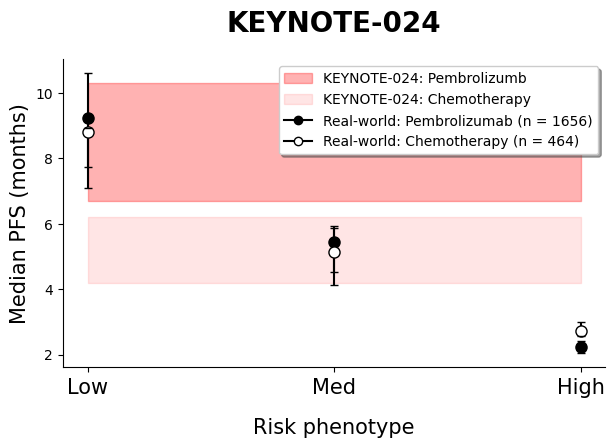 KEYNOTE-024
KEYNOTE-024: Pembrolizumb
KEYNOTE-024: Chemotherapy
Real-world: Pembrolizumab (n = 1656)
Real-world: Chemotherapy (n = 464)
Median PFS (months)
10
8
6
4
2
Low Med High
Risk phenotype